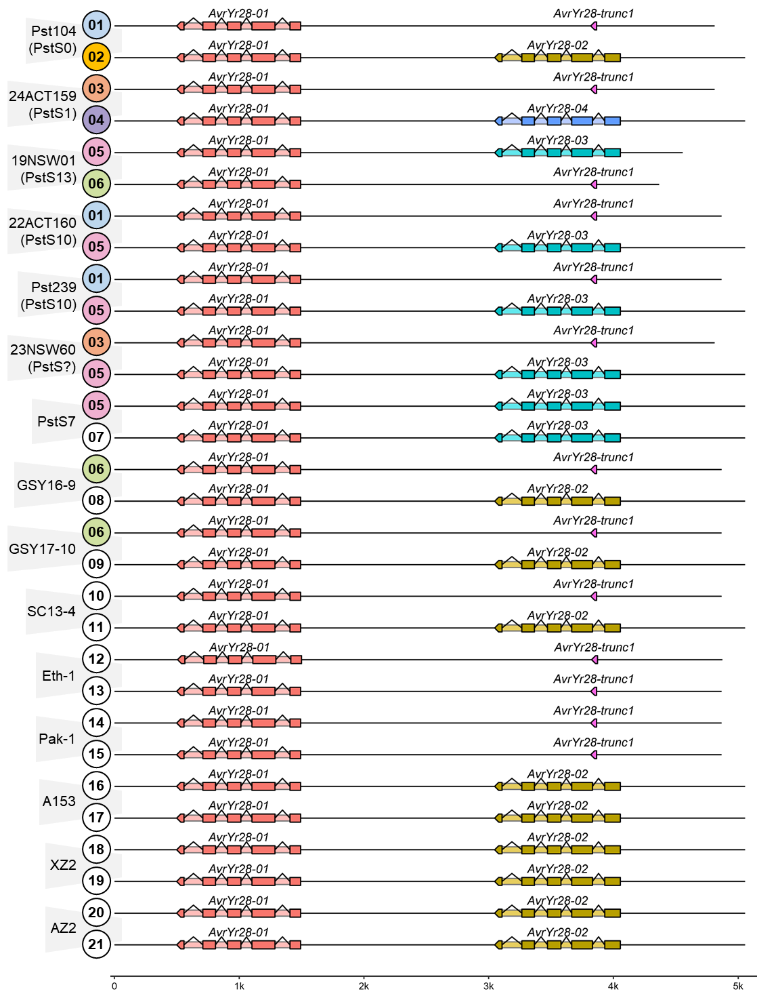 Pst104
(PstS0)
01 AvrYr28-01 AvrYr28-trunc1
02 AvrYr28-01 AvrYr28-02
24ACT159
(PstS1)
03 AvrYr28-01 AvrYr28-trunc1
04 AvrYr28-01 AvrYr28-04
19NSW01
(PstS13)
05 AvrYr28-01 AvrYr28-03
06 AvrYr28-01 AvrYr28-trunc1
22ACT160
(PstS10)
01 AvrYr28-01 AvrYr28-trunc1
05 AvrYr28-01 AvrYr28-03
Pst239
(PstS10)
01 AvrYr28-01 AvrYr28-trunc1
05 AvrYr28-01 AvrYr28-03
23NSW60
(PstS?)
03 AvrYr28-01 AvrYr28-trunc1
05 AvrYr28-01 AvrYr28-03
PstS7
05 AvrYr28-01 AvrYr28-03
07 AvrYr28-01 AvrYr28-03
GSY16-9
06 AvrYr28-01 AvrYr28-trunc1
08 AvrYr28-01 AvrYr28-02
GSY17-10
06 AvrYr28-01 AvrYr28-trunc1
09 AvrYr28-01 AvrYr28-02
SC13-4
10 AvrYr28-01 AvrYr28-trunc1
11 AvrYr28-01 AvrYr28-02
Eth-1
12 AvrYr28-01 AvrYr28-trunc1
13 AvrYr28-01 AvrYr28-trunc1
Pak-1
14 AvrYr28-01 AvrYr28-trunc1
15 AvrYr28-01 AvrYr28-trunc1
A153
16 AvrYr28-01 AvrYr28-02
17 AvrYr28-01 AvrYr28-02
XZ2
18 AvrYr28-01 AvrYr28-02
19 AvrYr28-01 AvrYr28-02
AZ2
20 AvrYr28-01 AvrYr28-02
21 AvrYr28-01 AvrYr28-02
0 1k 2k 3k 4k 5k